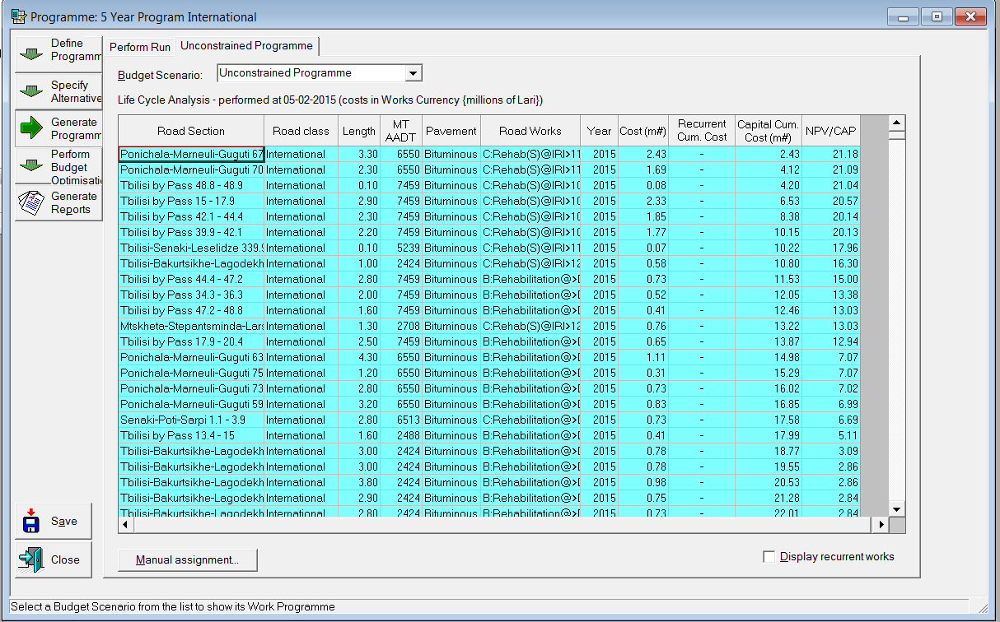 Programme: 5 Year Program International
Define Programm
Specify Alternative
Generate Programm
Perform Budget Optimisati
Generate Reports
Save
Close
Perform Run Unconstrained Programme
Budget Scenario: Unconstrained Programme
Life Cycle Analysis - performed at 05-02-2015 (costs in Works Currency {millions of Lari})
Road Section Road class Length MT AADT Pavement Road Works Year Cost (m#) Recurrent Cum. Cost Capital Cum. Cost (m#) NPV/CAP
Ponichala-Marneuli-Guguti 67 International 3.30 6550 Bituminous C:Rehab(S)@IRI>11 2015 2.43 - 2.43 21.18
Ponichala-Marneuli-Guguti 70 International 2.30 6550 Bituminous C:Rehab(S)@IRI>11 2015 1.69 - 4.12 21.09
Tbilisi by Pass 48.8 - 48.9 International 0.10 7459 Bituminous C:Rehab(S)@IRI>10 2015 0.08 - 4.20 21.04
Tbilisi by Pass 15 - 17.9 International 2.90 7459 Bituminous C:Rehab(S)@IRI>10 2015 2.33 - 6.53 20.57
Tbilisi by Pass 42.1 - 44.4 International 2.30 7459 Bituminous C:Rehab(S)@IRI>10 2015 1.85 - 8.38 20.14
Tbilisi by Pass 39.9 - 42.1 International 2.20 7459 Bituminous C:Rehab(S)@IRI>10 2015 1.77 - 10.15 20.13
Tbilisi-Senaki-Leselidze 339.9 International 0.10 5239 Bituminous C:Rehab(S)@IRI>11 2015 0.07 - 10.22 17.96
Tbilisi-Bakurtsikhe-Lagodekh International 1.00 2424 Bituminous C:Rehab(S)@IRI>12 2015 0.58 - 10.80 16.30
Tbilisi by Pass 44.4 - 47.2 International 2.80 7459 Bituminous B:Rehabilitation@>D 2015 0.73 - 11.53 15.00
Tbilisi by Pass 34.3 - 36.3 International 2.00 7459 Bituminous B:Rehabilitation@>D 2015 0.52 - 12.05 13.38
Tbilisi by Pass 47.2 - 48.8 International 1.60 7459 Bituminous B:Rehabilitation@>D 2015 0.41 - 12.46 13.03
Mtskheta-Stepantsminda-Lars International 1.30 2708 Bituminous C:Rehab(S)@IRI>12 2015 0.76 - 13.22 13.03
Tbilisi by Pass 17.9 - 20.4 International 2.50 7459 Bituminous B:Rehabilitation@>D 2015 0.65 - 13.87 12.94
Ponichala-Marneuli-Guguti 63 International 4.30 6550 Bituminous B:Rehabilitation@>D 2015 1.11 - 14.98 7.07
Ponichala-Marneuli-Guguti 75 International 1.20 6550 Bituminous B:Rehabilitation@>D 2015 0.31 - 15.29 7.07
Ponichala-Marneuli-Guguti 73 International 2.80 6550 Bituminous B:Rehabilitation@>D 2015 0.73 - 16.02 7.02
Ponichala-Marneuli-Guguti 59 International 3.20 6550 Bituminous B:Rehabilitation@>D 2015 0.83 - 16.85 6.99
Senaki-Poti-Sarpi 1.1 - 3.9 International 2.80 6513 Bituminous C:Rehabilitation@>D 2015 0.73 - 17.58 6.69
Tbilisi by Pass 13.4 - 15 International 1.60 2488 Bituminous B:Rehabilitation@>D 2015 0.41 - 17.99 5.11
Tbilisi-Bakurtsikhe-Lagodekh International 3.00 2424 Bituminous B:Rehabilitation@>D 2015 0.78 - 18.77 3.09
Tbilisi-Bakurtsikhe-Lagodekh International 3.00 2424 Bituminous B:Rehabilitation@>D 2015 0.78 - 19.55 2.86
Tbilisi-Bakurtsikhe-Lagodekh International 3.80 2424 Bituminous B:Rehabilitation@>D 2015 0.98 - 20.53 2.86
Tbilisi-Bakurtsikhe-Lagodekh International 2.90 2424 Bituminous B:Rehabilitation@>D 2015 0.75 - 21.28 2.84
Tbilisi-Bakurtsikhe-Lagodekh International 2.80 2424 Bituminous B:Rehabilitation@>D 2015 0.73 - 22.01 2.84
Manual assignment...
Display recurrent works
Select a Budget Scenario from the list to show its Work Programme